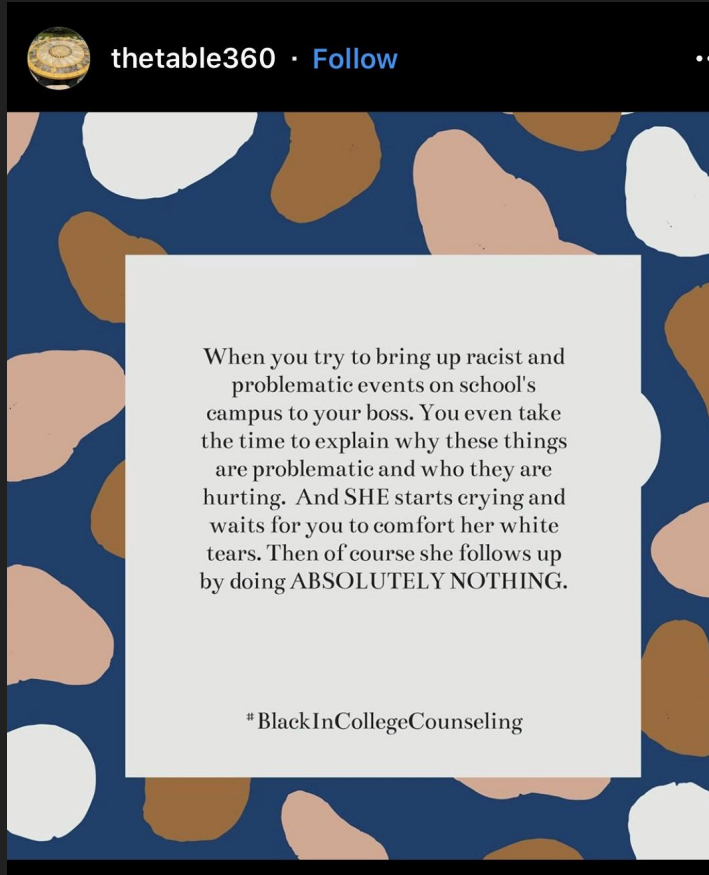 thetable360 · Follow
When you try to bring up racist and
problematic events on school's
campus to your boss. You even take
the time to explain why these things
are problematic and who they are
hurting.  And SHE starts crying and
waits for you to comfort her white
tears. Then of course she follows up
by doing ABSOLUTELY NOTHING.
#BlackInCollegeCounseling